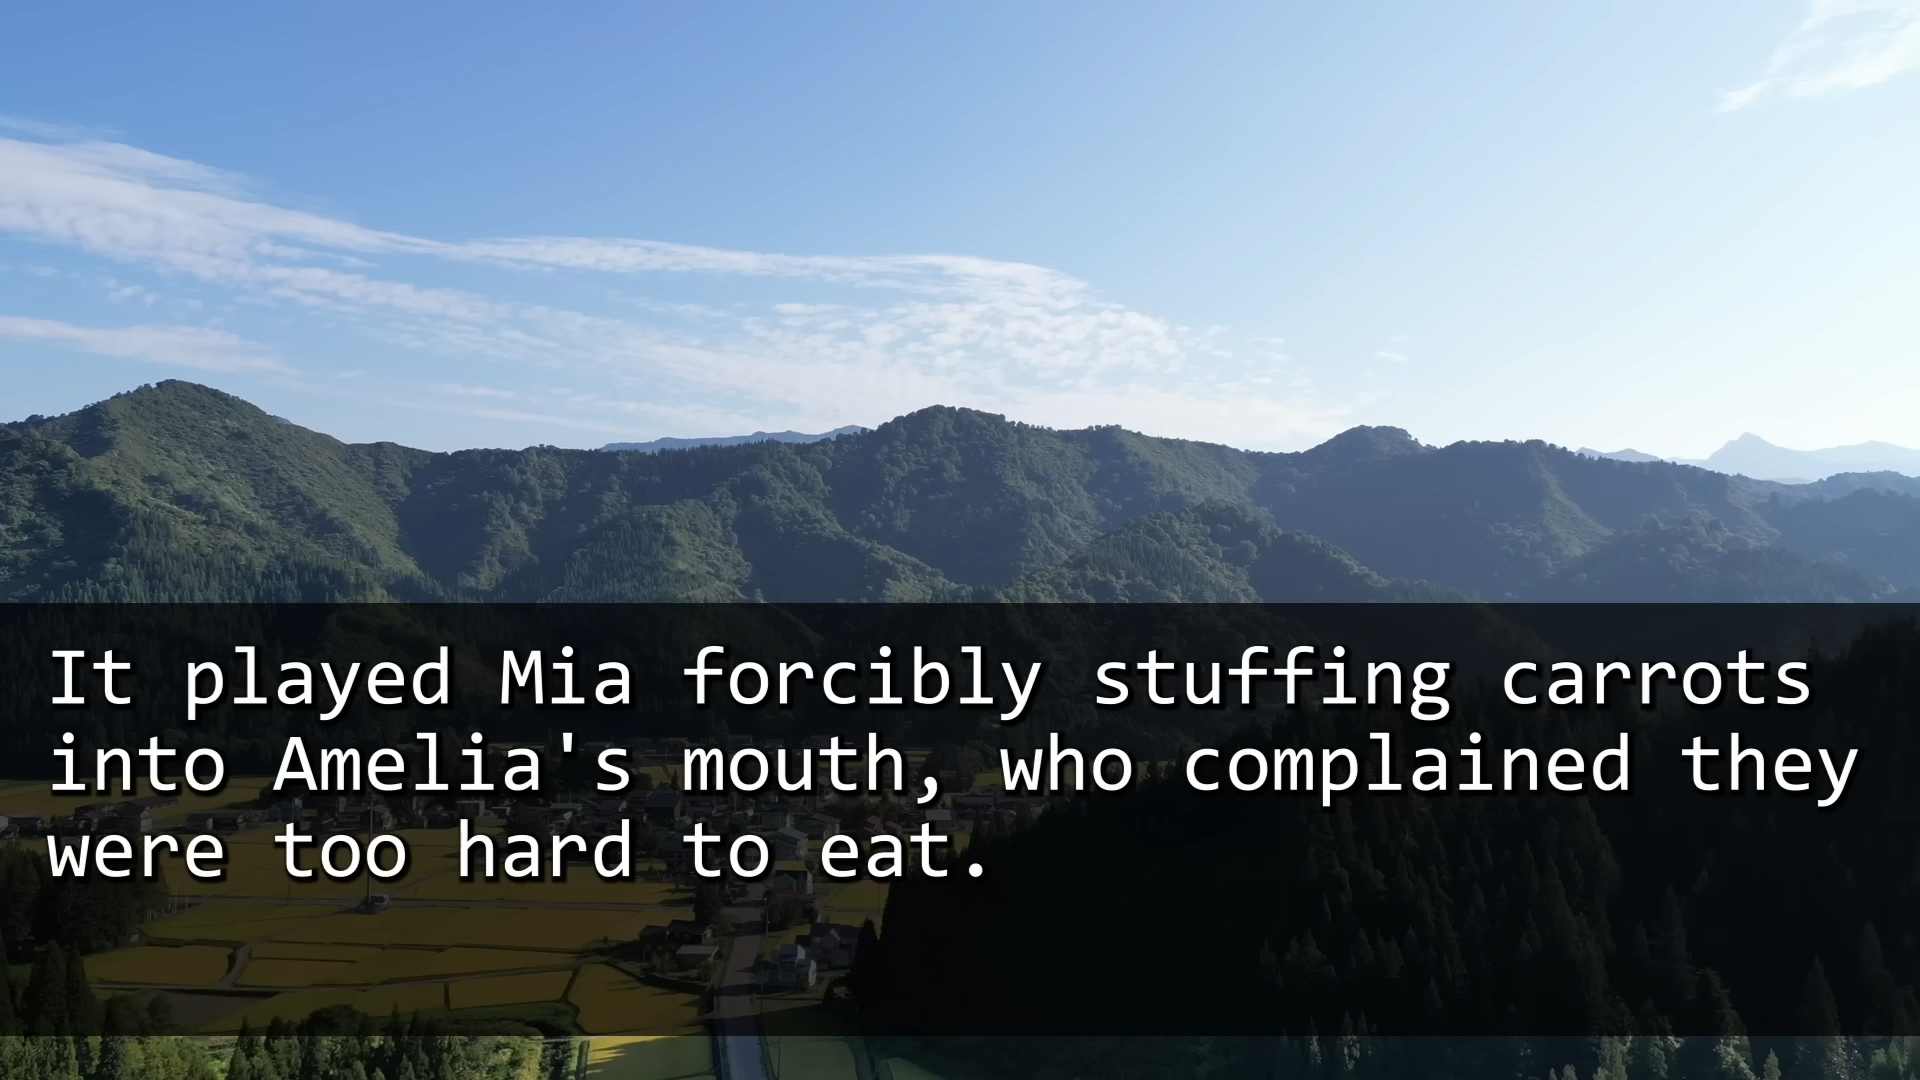 It played Mia forcibly stuffing carrots
into Amelia's mouth, who complained they
were too hard to eat.